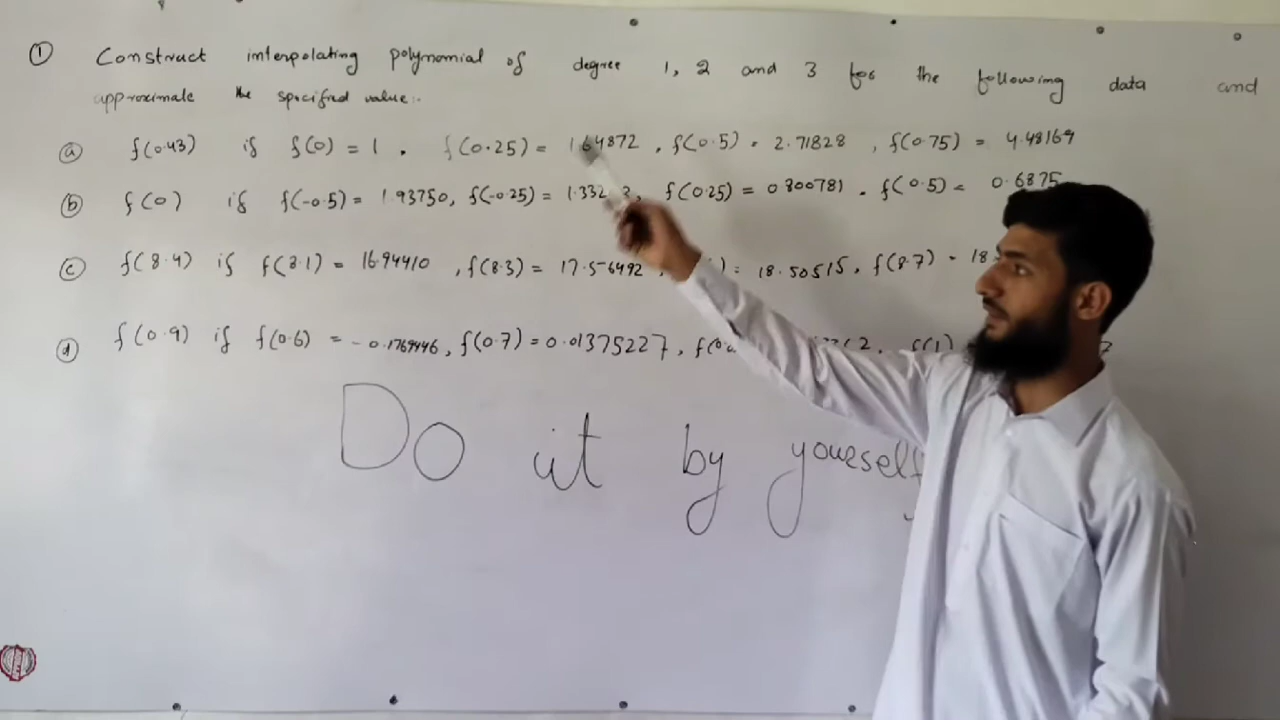 ① Construct interpolating polynomial of degree 1, 2 and 3 for the following data and
approximate the specified value:-
ⓐ f(0.43) if f(0) = 1 . f(0.25) = 1.64872 , f(0.5) = 2.71828 , f(0.75) = 4.48169
ⓑ f(0) if f(-0.5) = 1.93750, f(-0.25) = f(0.25) = 0.800781 . f(0.5) = 0.6875
ⓒ f(8.4) if f(8.1) = 16.94410 , f(8.3) = 17.56492 , = 18.50515, f(8.7) =
ⓓ f(0.9) if f(0.6) = -0.1769446, f(0.7) = 0.01375227, f(1)
Do it by yourself